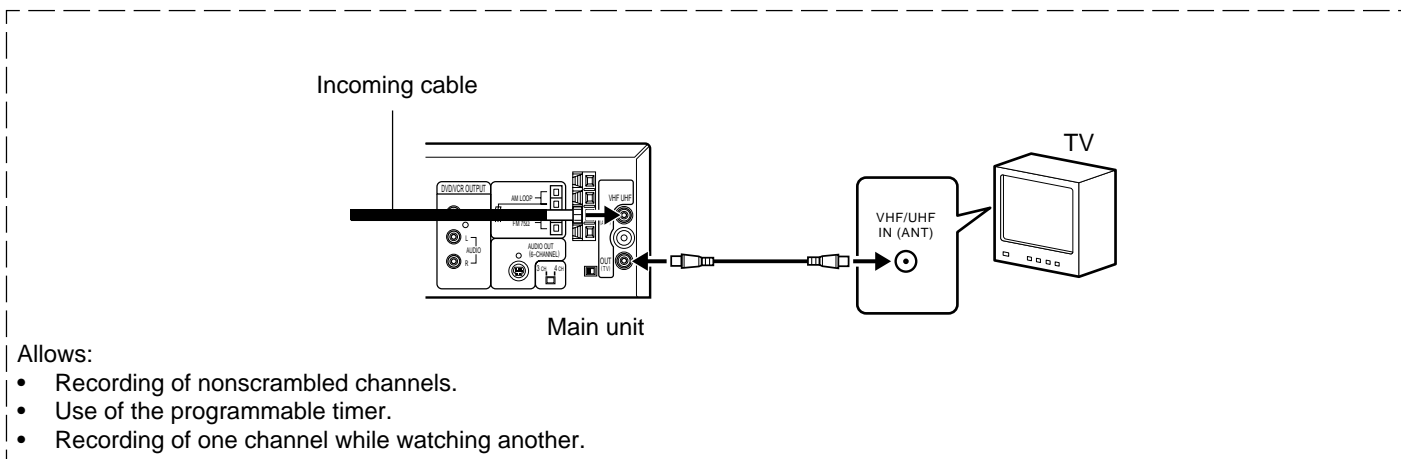 Incoming cable
TV
DVD/VCR OUTPUT
AM LOOP
VHF UHF
FM 75Ω
L
AUDIO
R
AUDIO OUT
(6–CHANNEL)
3 CH 4 CH
OUT
(TV)
VHF/UHF
IN (ANT)
Main unit
Allows:
• Recording of nonscrambled channels.
• Use of the programmable timer.
• Recording of one channel while watching another.